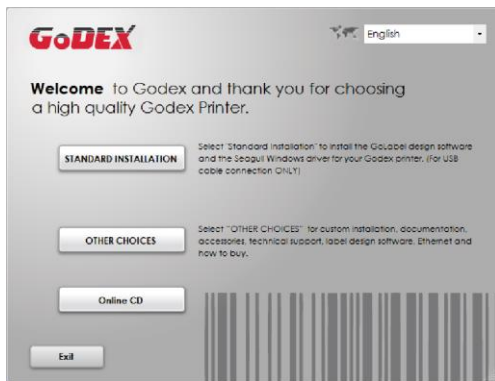 GoDEX
English
Welcome to Godex and thank you for choosing
a high quality Godex Printer.
STANDARD INSTALLATION
Select "Standard Installation" to install the GoLabel design software
and the Seagull Windows driver for your Godex printer. (For USB
cable connection ONLY)
OTHER CHOICES
Select "OTHER CHOICES" for custom installation, documentation,
accessories, technical support, label design software, Ethernet and
how to buy.
Online CD
Exit